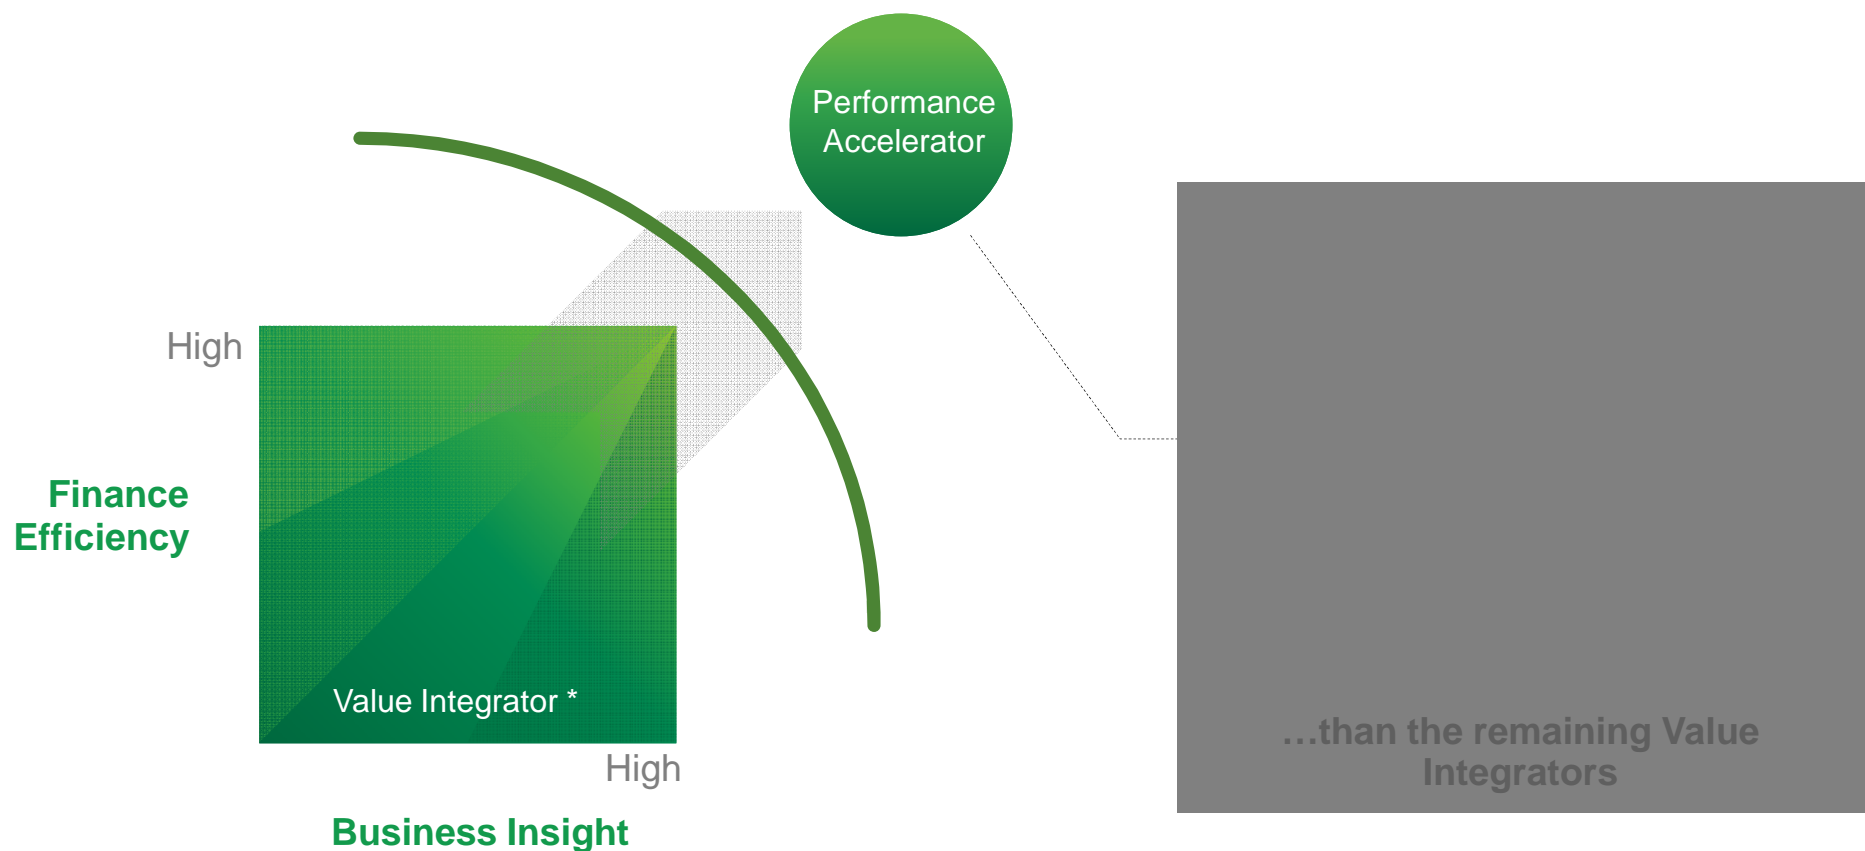 Performance
Accelerator
High
Finance
Efficiency
Value Integrator *
High
Business Insight
…than the remaining Value
Integrators